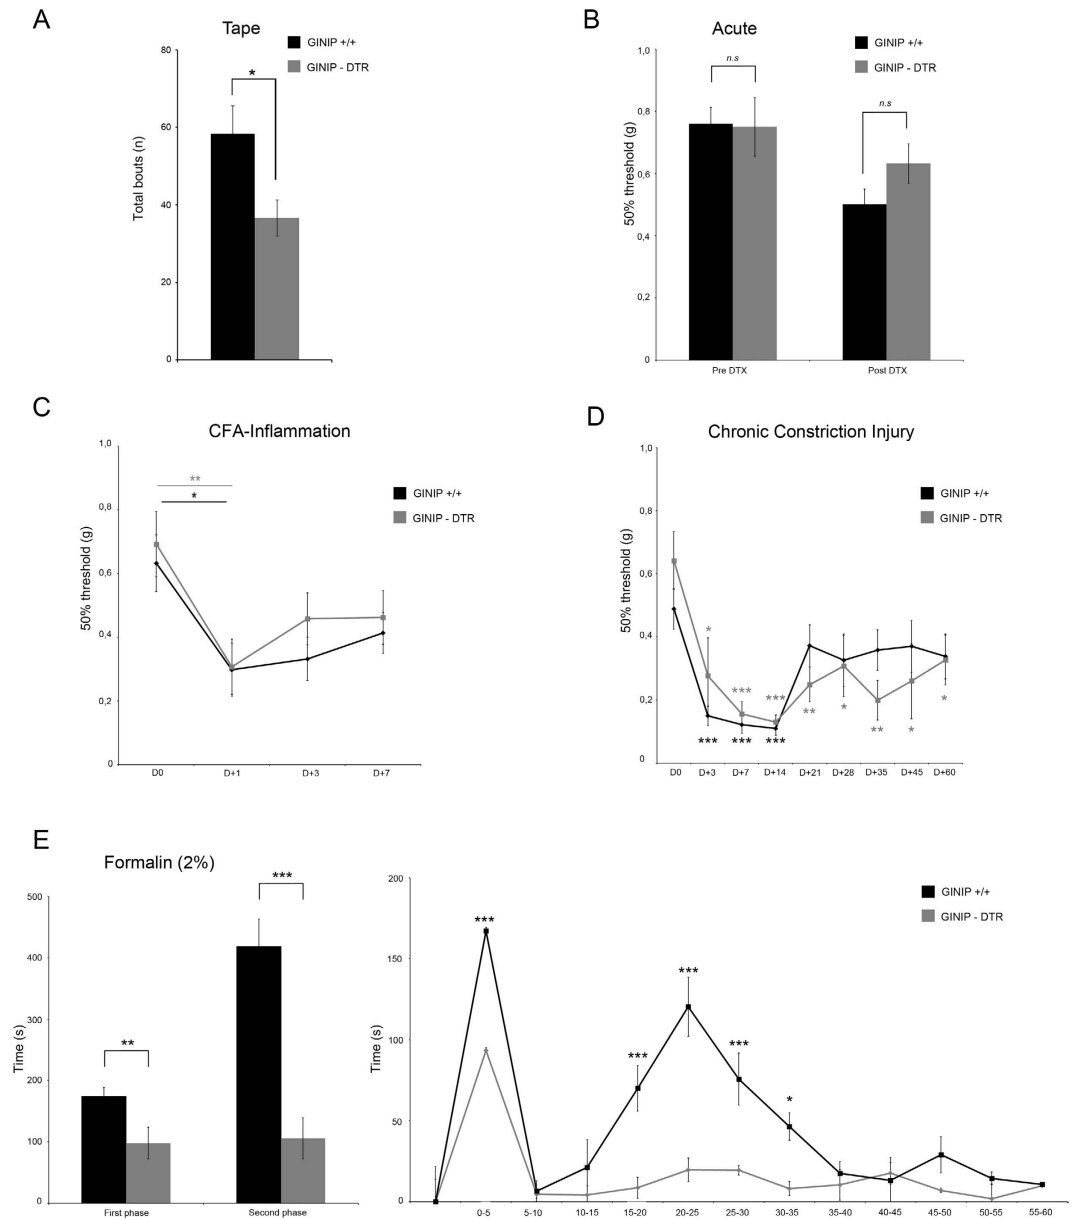 A
Tape
GINIP +/+
GINIP - DTR
Total bouts (n)
80
60
40
20
0
*
B
Acute
GINIP +/+
GINIP - DTR
50% threshold (g)
1,0
0,8
0,6
0,4
0,2
0
n.s
n.s
Pre DTX
Post DTX
C
CFA-Inflammation
GINIP +/+
GINIP - DTR
50% threshold (g)
1,0
0,8
0,6
0,4
0,2
0
**
*
D0 D+1 D+3 D+7
D
Chronic Constriction Injury
GINIP +/+
GINIP - DTR
50% threshold (g)
1,0
0,8
0,6
0,4
0,2
0
*
*** ***
** * ** * *
*** *** ***
D0 D+3 D+7 D+14 D+21 D+28 D+35 D+45 D+60
E
Formalin (2%)
Time (s)
500
400
300
200
100
0
**
***
First phase
Second phase
GINIP +/+
GINIP - DTR
Time (s)
200
150
100
50
0
***
***
***
***
*
0-5 5-10 10-15 15-20 20-25 25-30 30-35 35-40 40-45 45-50 50-55 55-60